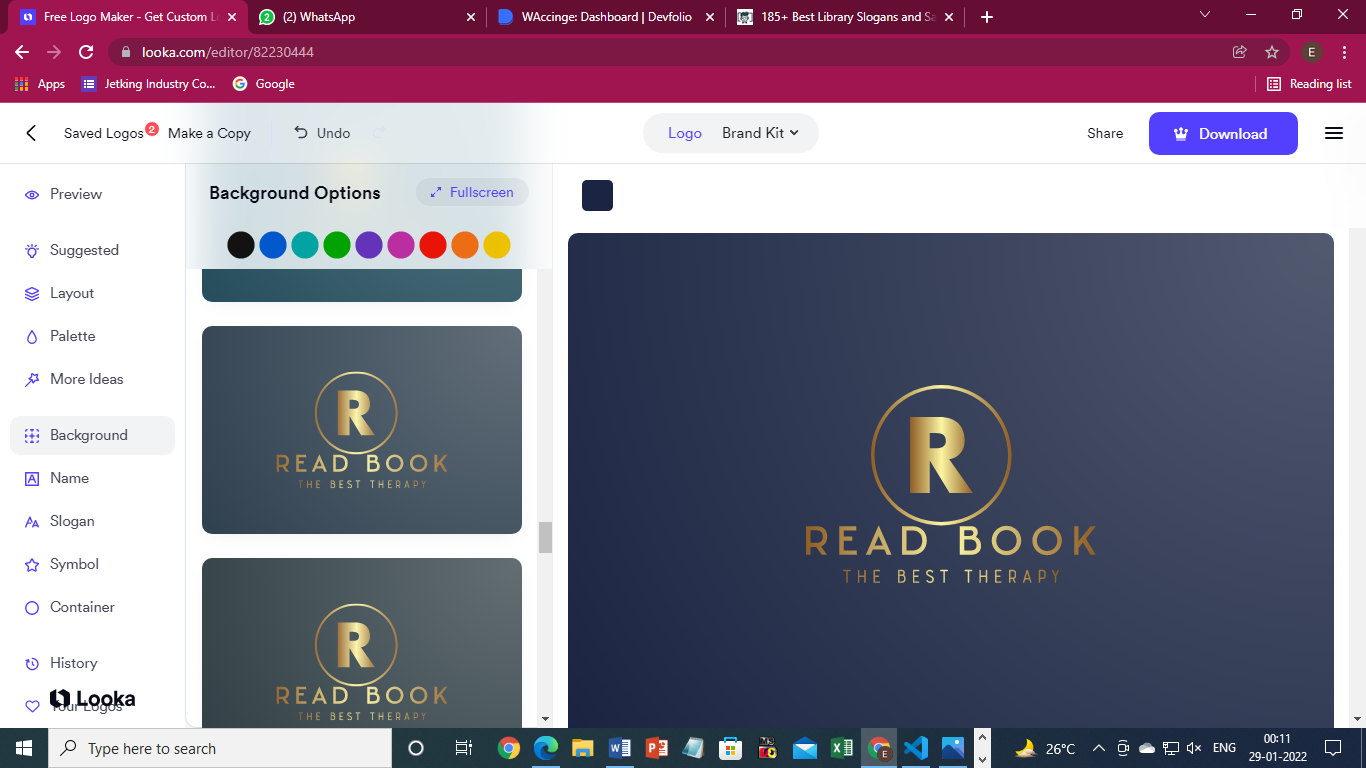 Free Logo Maker - Get Custom L
(2) WhatsApp
WAccinge: Dashboard | Devfolio
185+ Best Library Slogans and Sa
looka.com/editor/82230444
E
Apps
Jetking Industry Co...
Google
Reading list
Saved Logos
2
Make a Copy
Undo
Logo
Brand Kit
Share
Download
Preview
Suggested
Layout
Palette
More Ideas
Background
Name
Slogan
Symbol
Container
History
Your Logos
Looka
Background Options
Fullscreen
R
READ BOOK
THE BEST THERAPY
R
READ BOOK
THE BEST THERAPY
R
READ BOOK
THE BEST THERAPY
Type here to search
26°C
ENG
00:11
29-01-2022